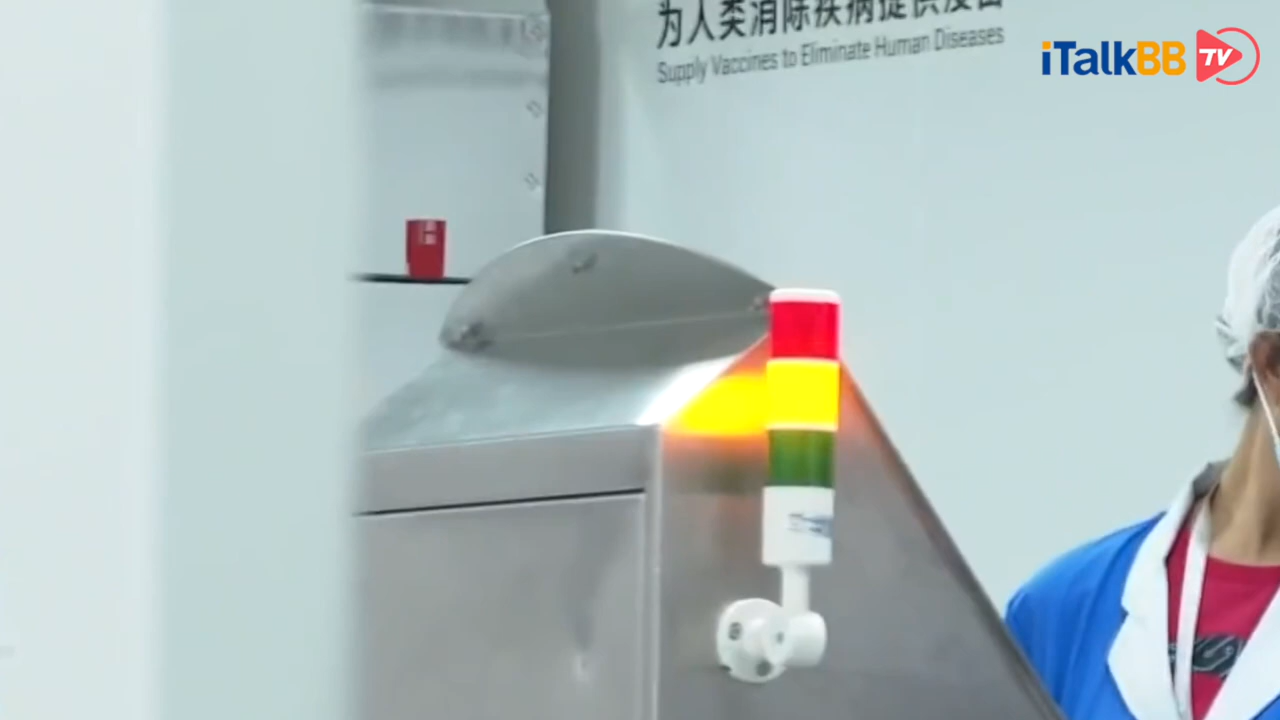 为人类消除疾病提供疫苗
Supply Vaccines to Eliminate Human Diseases
iTalkBB TV